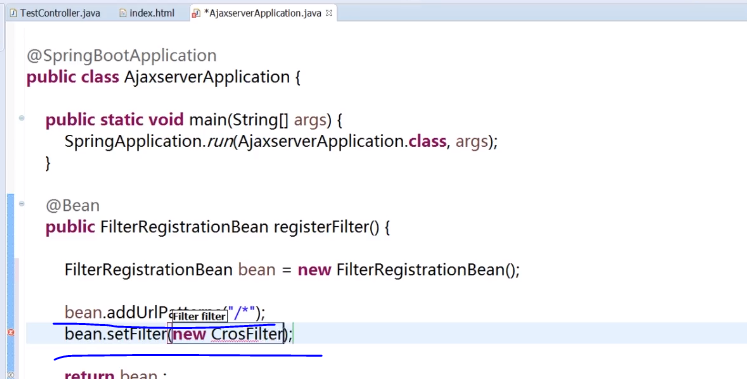 TestController.java index.html *AjaxserverApplication.java
@SpringBootApplication
public class AjaxserverApplication {
public static void main(String[] args) {
SpringApplication.run(AjaxserverApplication.class, args);
}
@Bean
public FilterRegistrationBean registerFilter() {
FilterRegistrationBean bean = new FilterRegistrationBean();
bean.addUrlPatterns("/*");
Filter filter
bean.setFilter(new CrosFilter);
return bean ;